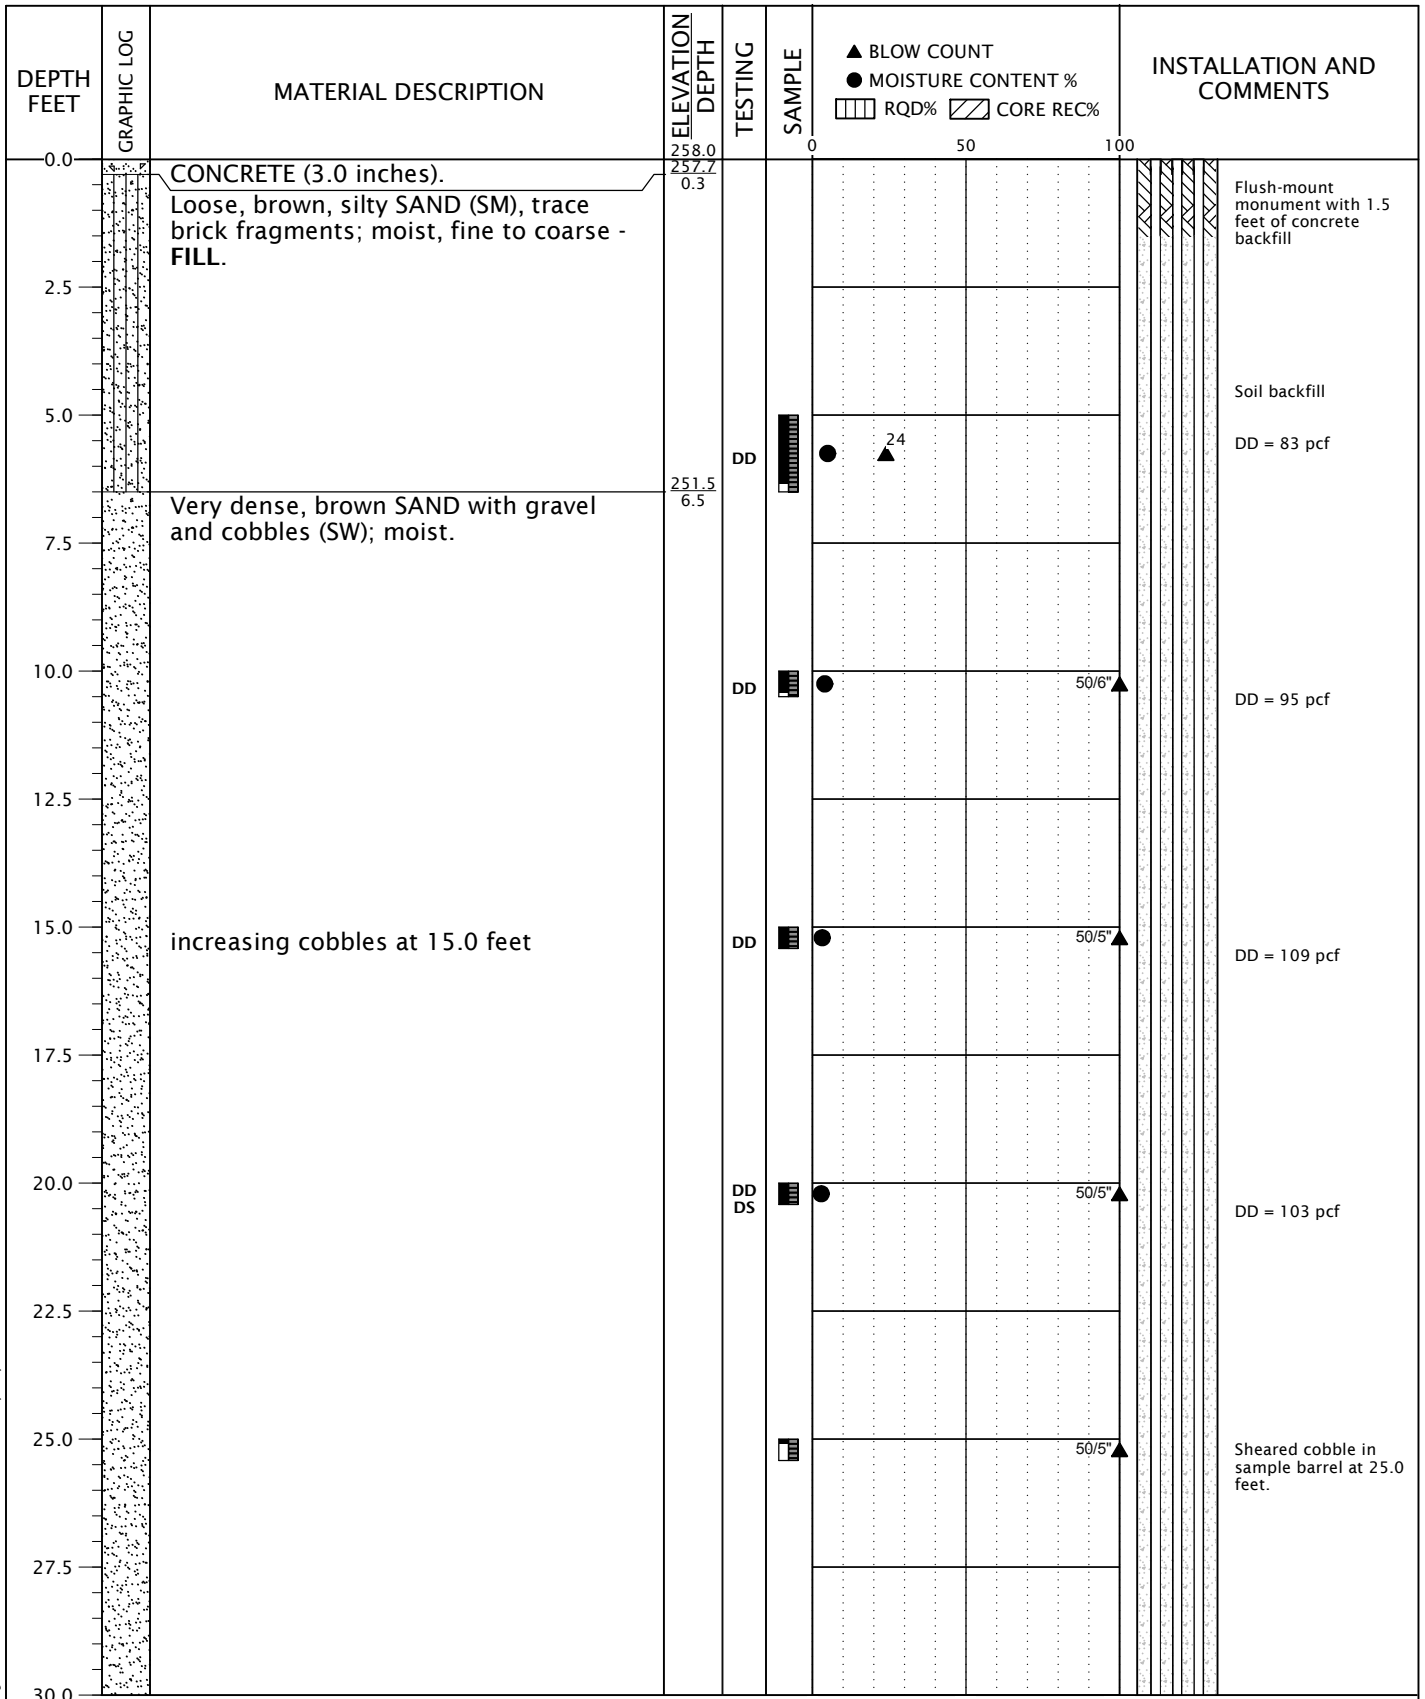 DEPTH
FEET
GRAPHIC LOG
MATERIAL DESCRIPTION
ELEVATION
DEPTH
TESTING
SAMPLE
▲ BLOW COUNT
● MOISTURE CONTENT %
RQD% CORE REC%
INSTALLATION AND
COMMENTS
0 50 100
0.0
258.0
CONCRETE (3.0 inches).
257.7
0.3
Loose, brown, silty SAND (SM), trace
brick fragments; moist, fine to coarse -
FILL.
Flush-mount
monument with 1.5
feet of concrete
backfill
2.5
Soil backfill
5.0
DD
24
DD = 83 pcf
251.5
6.5
Very dense, brown SAND with gravel
and cobbles (SW); moist.
7.5
10.0
DD
50/6"
DD = 95 pcf
12.5
15.0
increasing cobbles at 15.0 feet
DD
50/5"
DD = 109 pcf
17.5
20.0
DD
DS
50/5"
DD = 103 pcf
22.5
25.0
50/5"
Sheared cobble in
sample barrel at 25.0
feet.
27.5
30.0